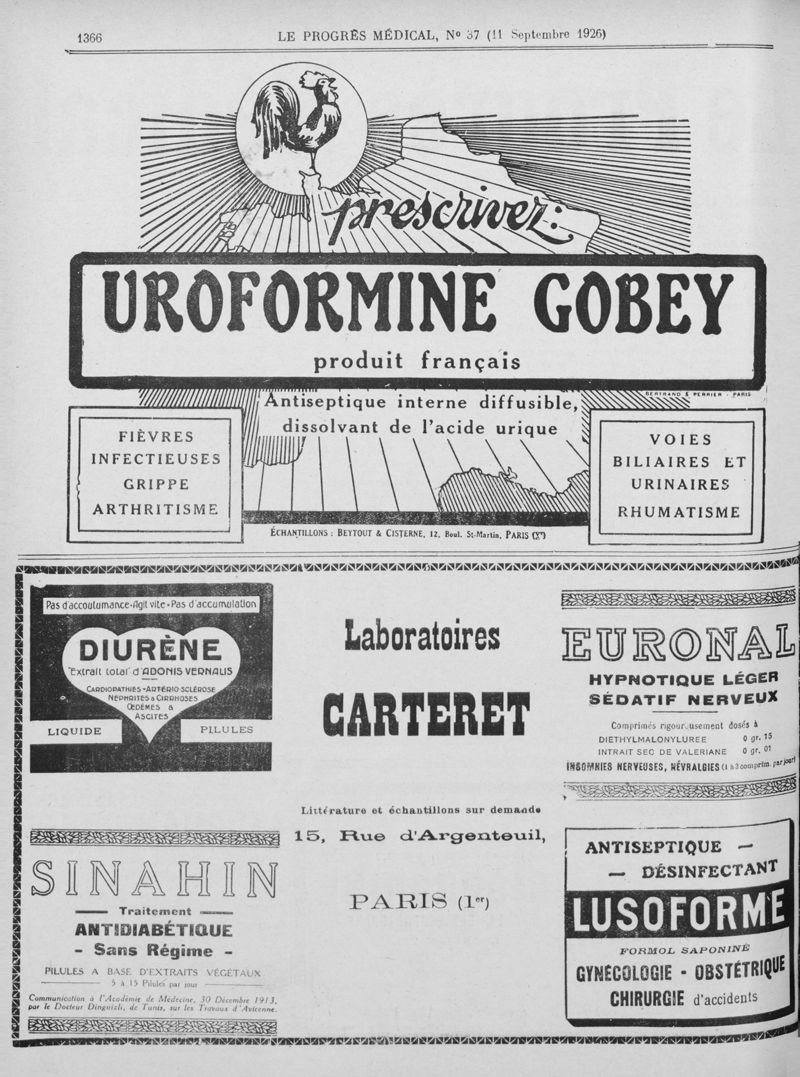 1366
LE PROGRÈS MÉDICAL, No 37 (11 Septembre 1926)
prescrivez:
UROFORMINE GOBEY
produit français
BERTRAND & PERRIER - PARIS
Antiseptique interne diffusible,
dissolvant de l'acide urique
FIÈVRES
INFECTIEUSES
GRIPPE
ARTHRITISME
VOIES
BILIAIRES ET
URINAIRES
RHUMATISME
ÉCHANTILLONS : BEYTOUT & CISTERNE, 12, Boul. St-Martin, PARIS (Xe)
Pas d'accoutumance-Agit vite-Pas d'accumulation
DIURÈNE
"Extrait total" d'ADONIS VERNALIS
CARDIOPATHIES-ARTÉRIO SCLÉROSE
NÉPHRITES & CIRRHOSES
ŒDÈMES &
ASCITES
LIQUIDE
PILULES
SINAHIN
Traitement
ANTIDIABÉTIQUE
- Sans Régime -
PILULES A BASE D'EXTRAITS VÉGÉTAUX
5 à 15 Pilules par jour
Communication à l'Académie de Médecine, 30 Décembre 1913,
par le Docteur Dinguizli, de Tunis, sur les Travaux d'Avicenne.
Laboratoires
CARTERET
Littérature et échantillons sur demande
15, Rue d'Argenteuil,
PARIS (1er)
EURONAL
HYPNOTIQUE LÉGER
SÉDATIF NERVEUX
Comprimés rigoureusement dosés à
DIETHYLMALONYLUREE 0 gr. 15
INTRAIT SEC DE VALERIANE 0 gr. 01
INSOMNIES NERVEUSES, NÉVRALGIES (1 à 3 comprim. par jour)
ANTISEPTIQUE —
— DÉSINFECTANT
LUSOFORME
FORMOL SAPONINÉ
GYNÉCOLOGIE - OBSTÉTRIQUE
CHIRURGIE d'accidents